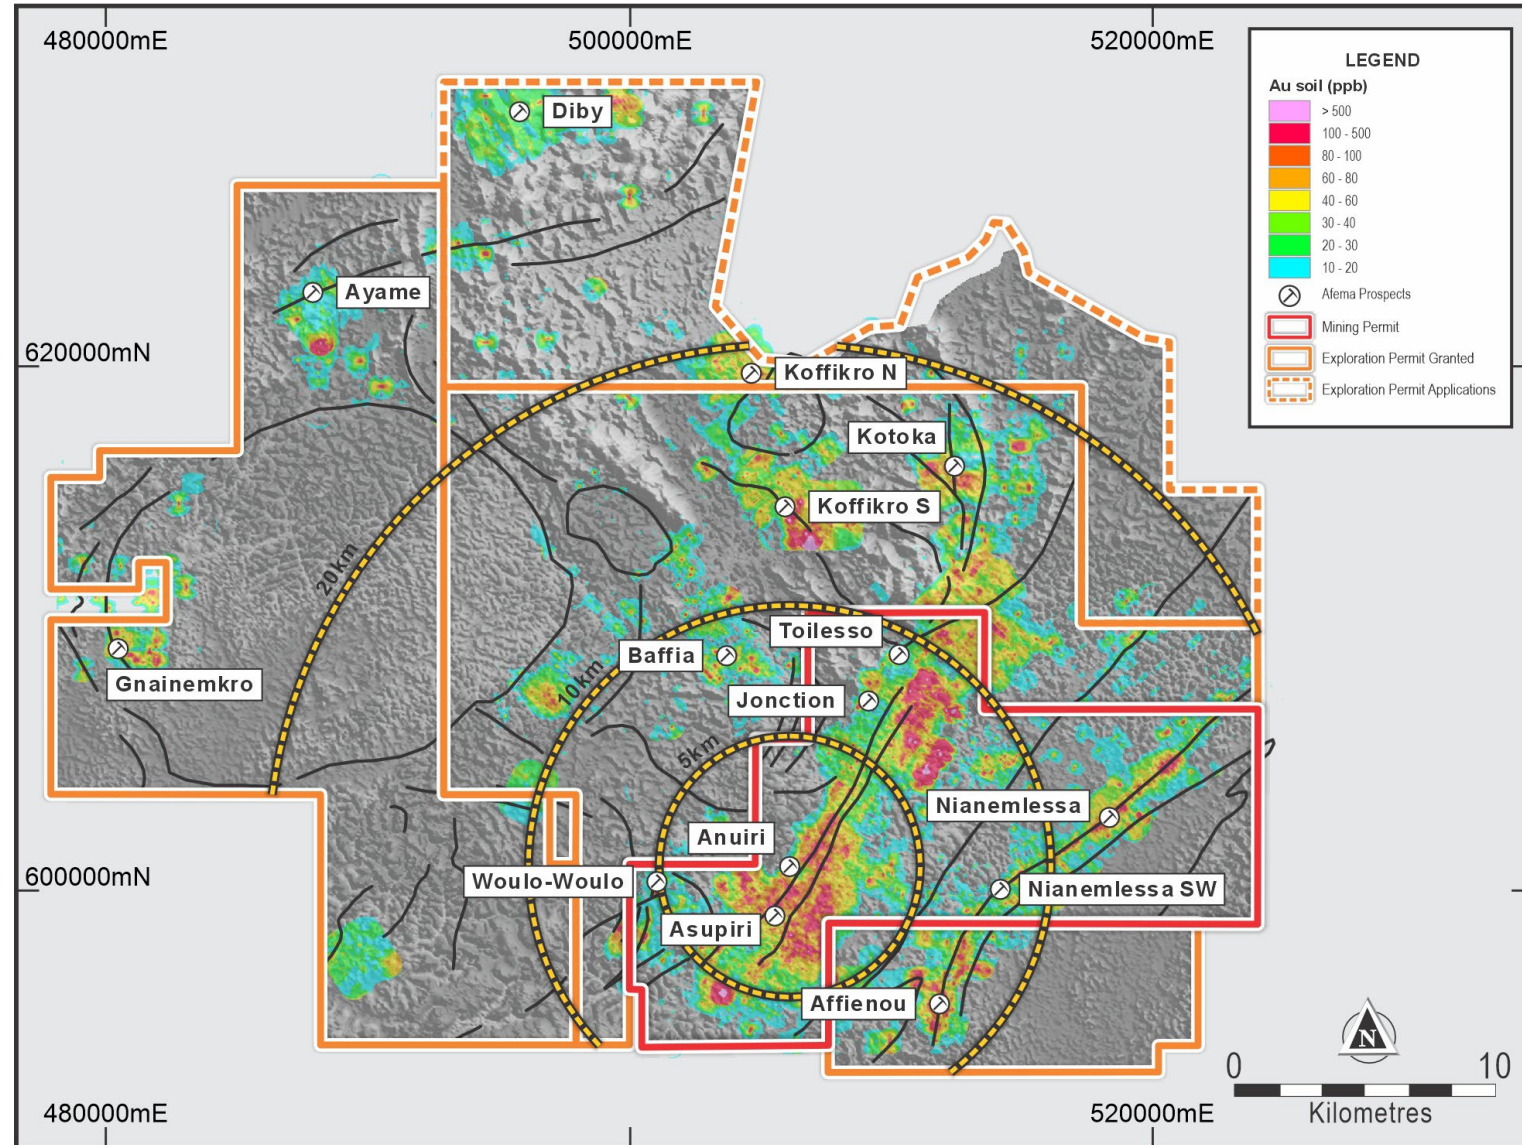 480000mE
500000mE
520000mE
LEGEND
Au soil (ppb)
> 500
100 - 500
80 - 100
60 - 80
40 - 60
30 - 40
20 - 30
10 - 20
Afema Prospects
Mining Permit
Exploration Permit Granted
Exploration Permit Applications
Diby
Ayame
620000mN
Koffikro N
Kotoka
Koffikro S
20km
Toilesso
Baffia
Gnainemkro
10km
Jonction
5km
Nianemlessa
Anuiri
600000mN
Woulo-Woulo
Nianemlessa SW
Asupiri
Affienou
N
0 10
Kilometres
480000mE
520000mE